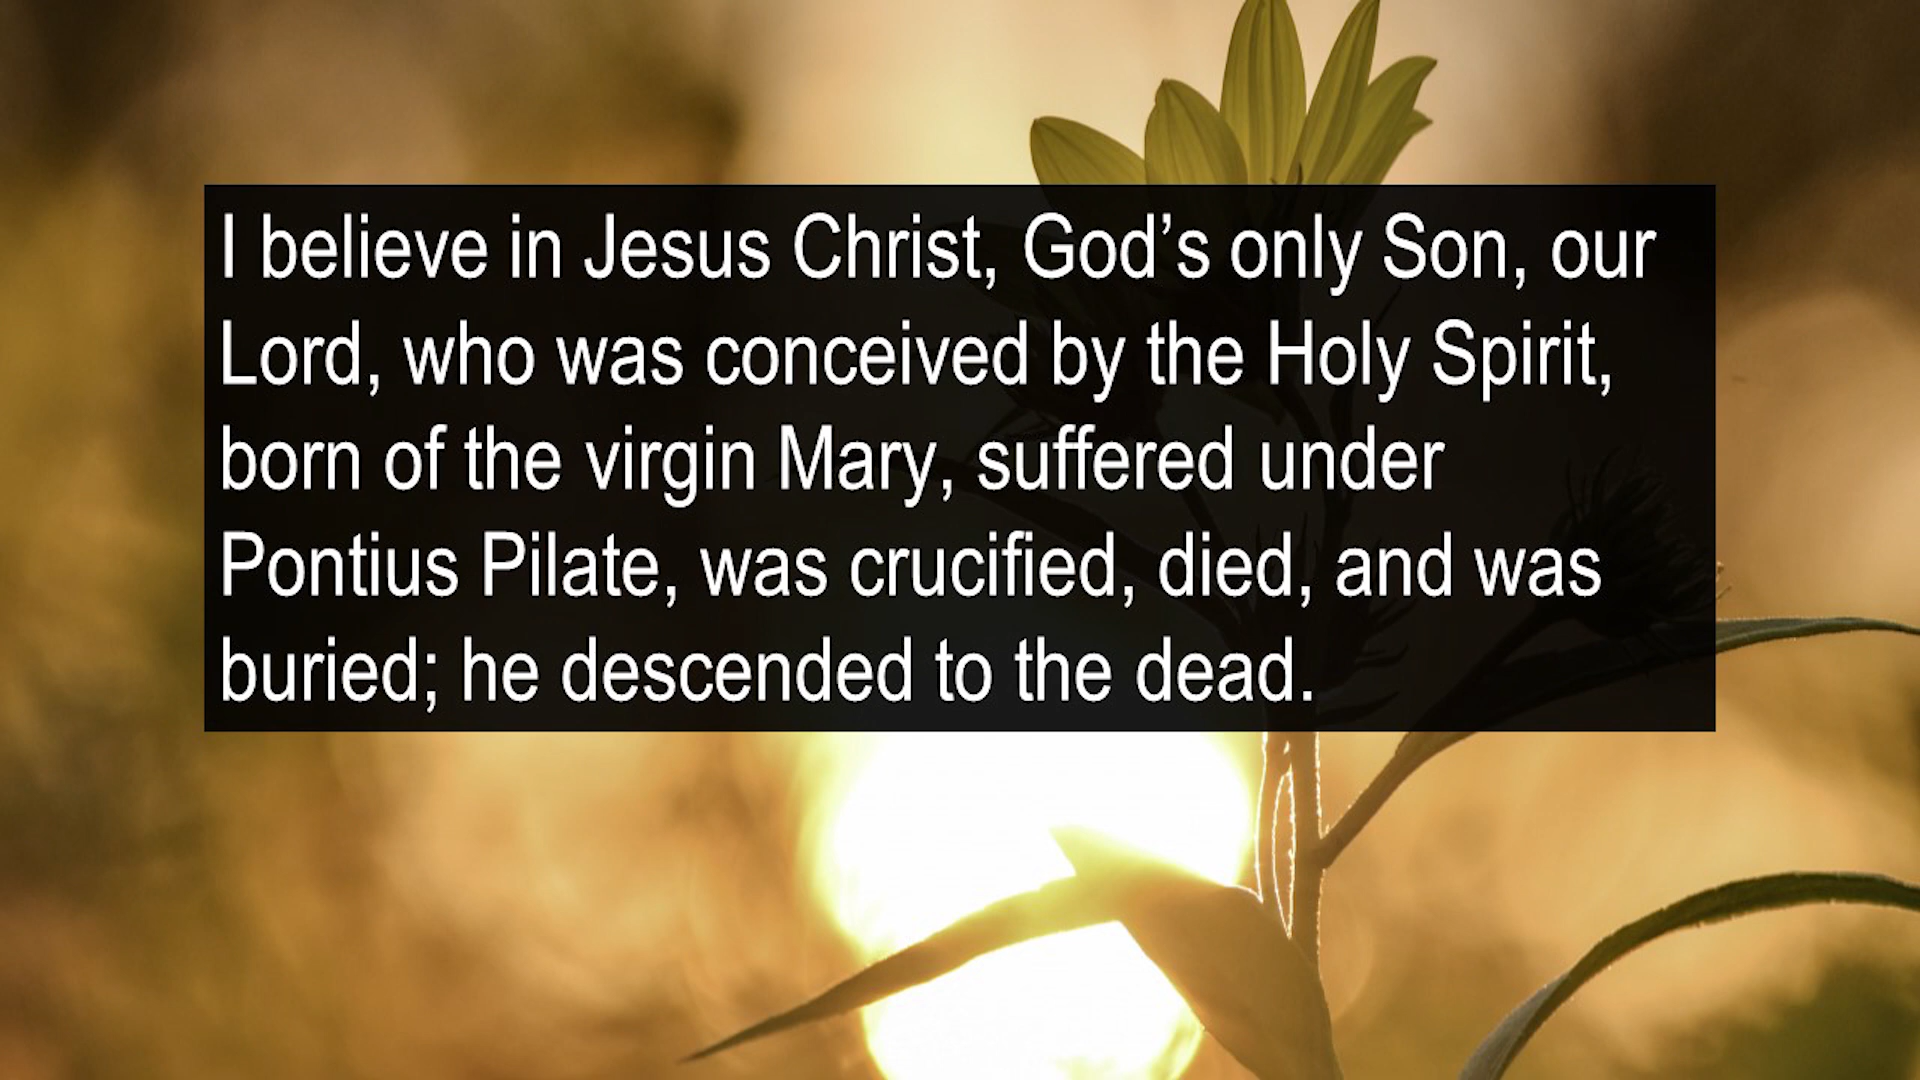 I believe in Jesus Christ, God’s only Son, our
Lord, who was conceived by the Holy Spirit,
born of the virgin Mary, suffered under
Pontius Pilate, was crucified, died, and was
buried; he descended to the dead.